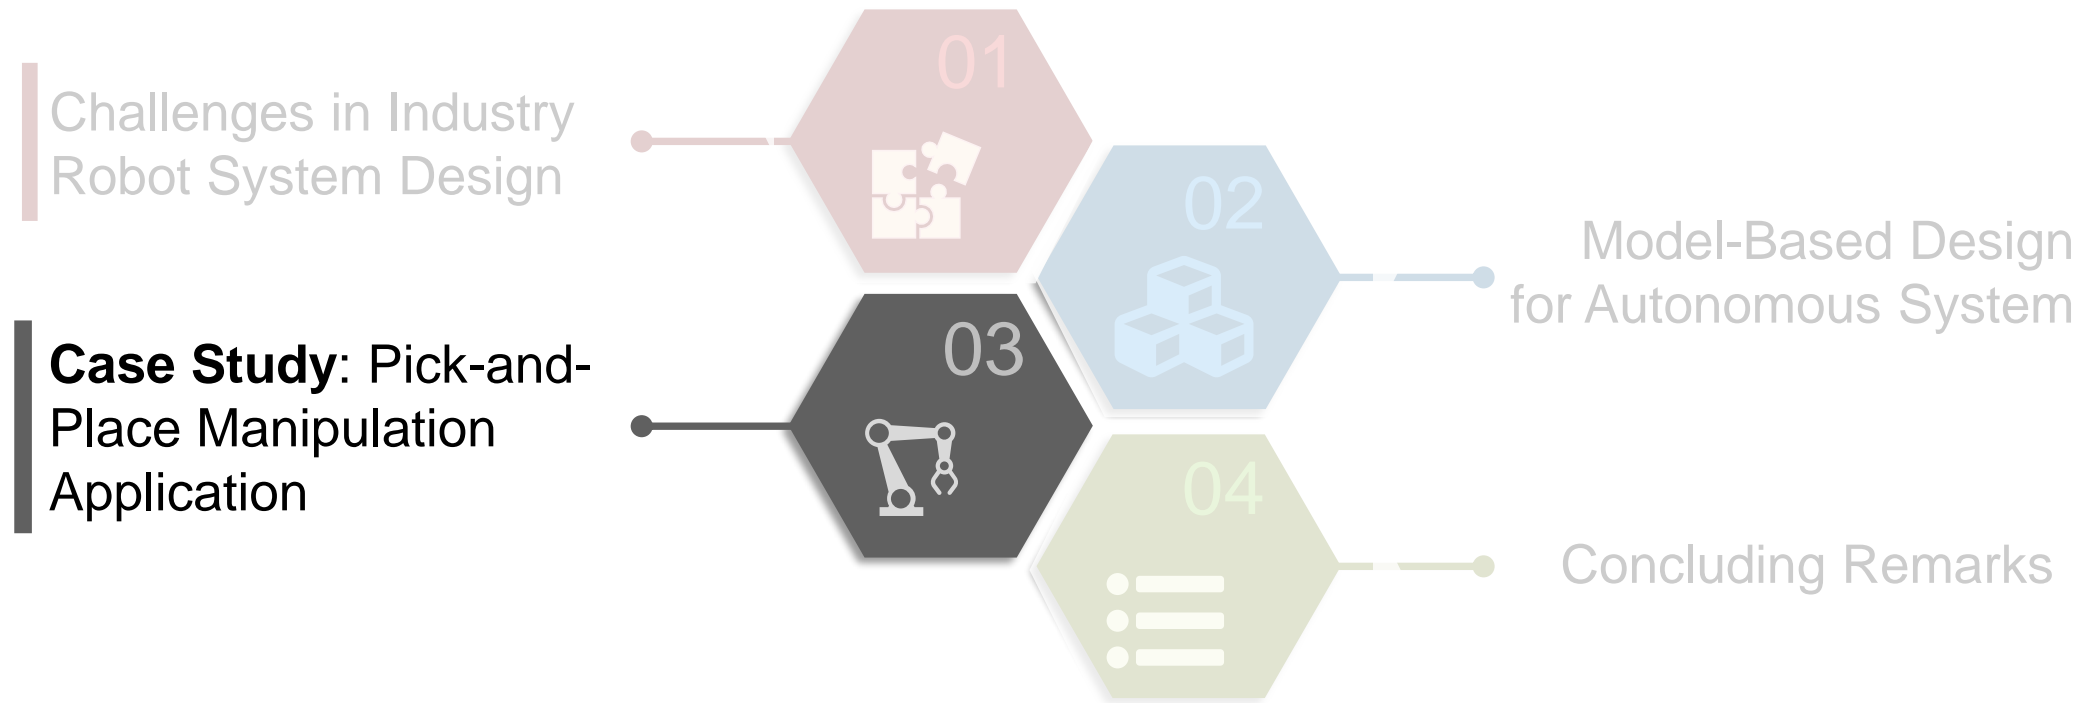 01
Challenges in Industry
Robot System Design
02
Model-Based Design
for Autonomous System
03
Case Study: Pick-and-
Place Manipulation
Application
04
Concluding Remarks